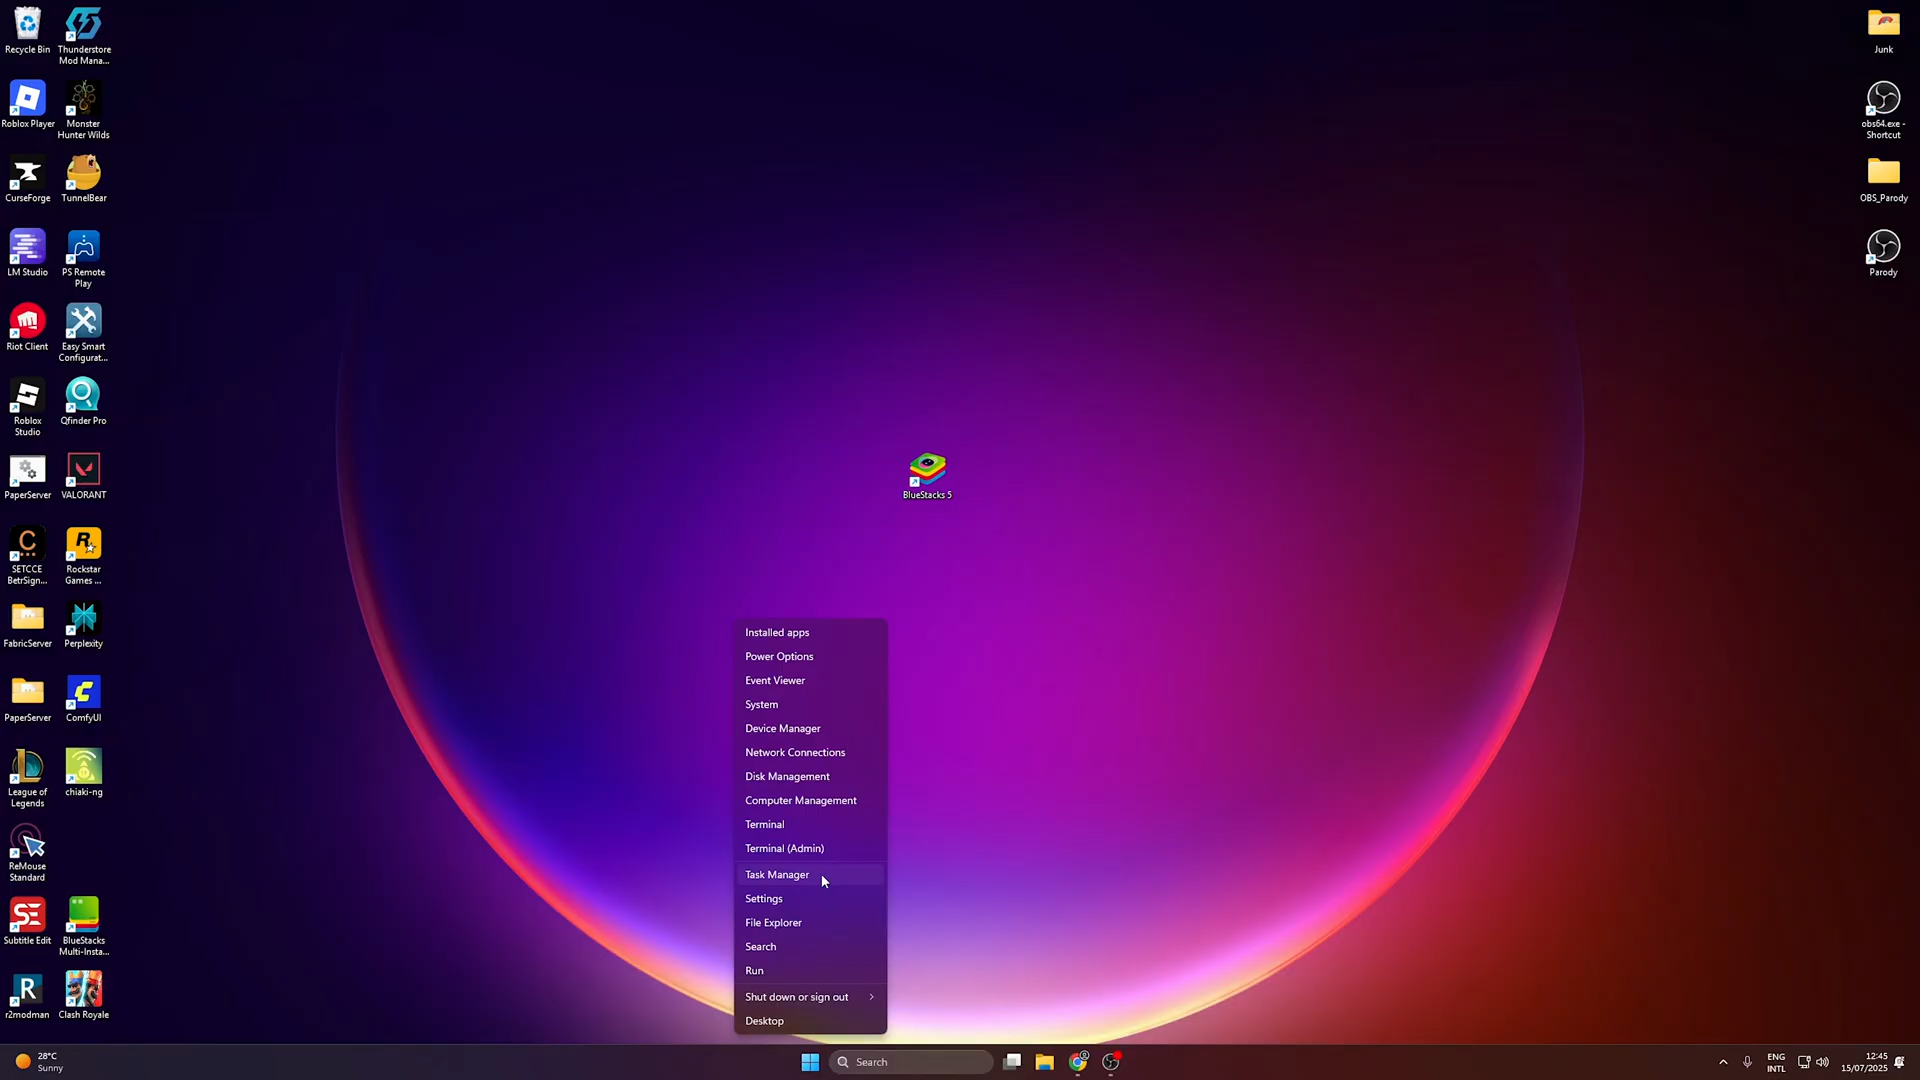 Recycle Bin
Thunderstore
Mod Mana...
Roblox Player
Monster
Hunter Wilds
CurseForge
TunnelBear
LM Studio
PS Remote
Play
Riot Client
Easy Smart
Configurat...
Roblox
Studio
Qfinder Pro
PaperServer
VALORANT
SETCCE
BetrSign...
Rockstar
Games ...
FabricServer
Perplexity
PaperServer
ComfyUI
League of
Legends
chiaki-ng
ReMouse
Standard
Subtitle Edit
BlueStacks
Multi-Insta...
r2modman
Clash Royale
BlueStacks 5
Junk
obs64.exe -
Shortcut
OBS_Parody
Parody
Installed apps
Power Options
Event Viewer
System
Device Manager
Network Connections
Disk Management
Computer Management
Terminal
Terminal (Admin)
Task Manager
Settings
File Explorer
Search
Run
Shut down or sign out
Desktop
28°C
Sunny
Search
ENG
INTL
12:45
15/07/2025